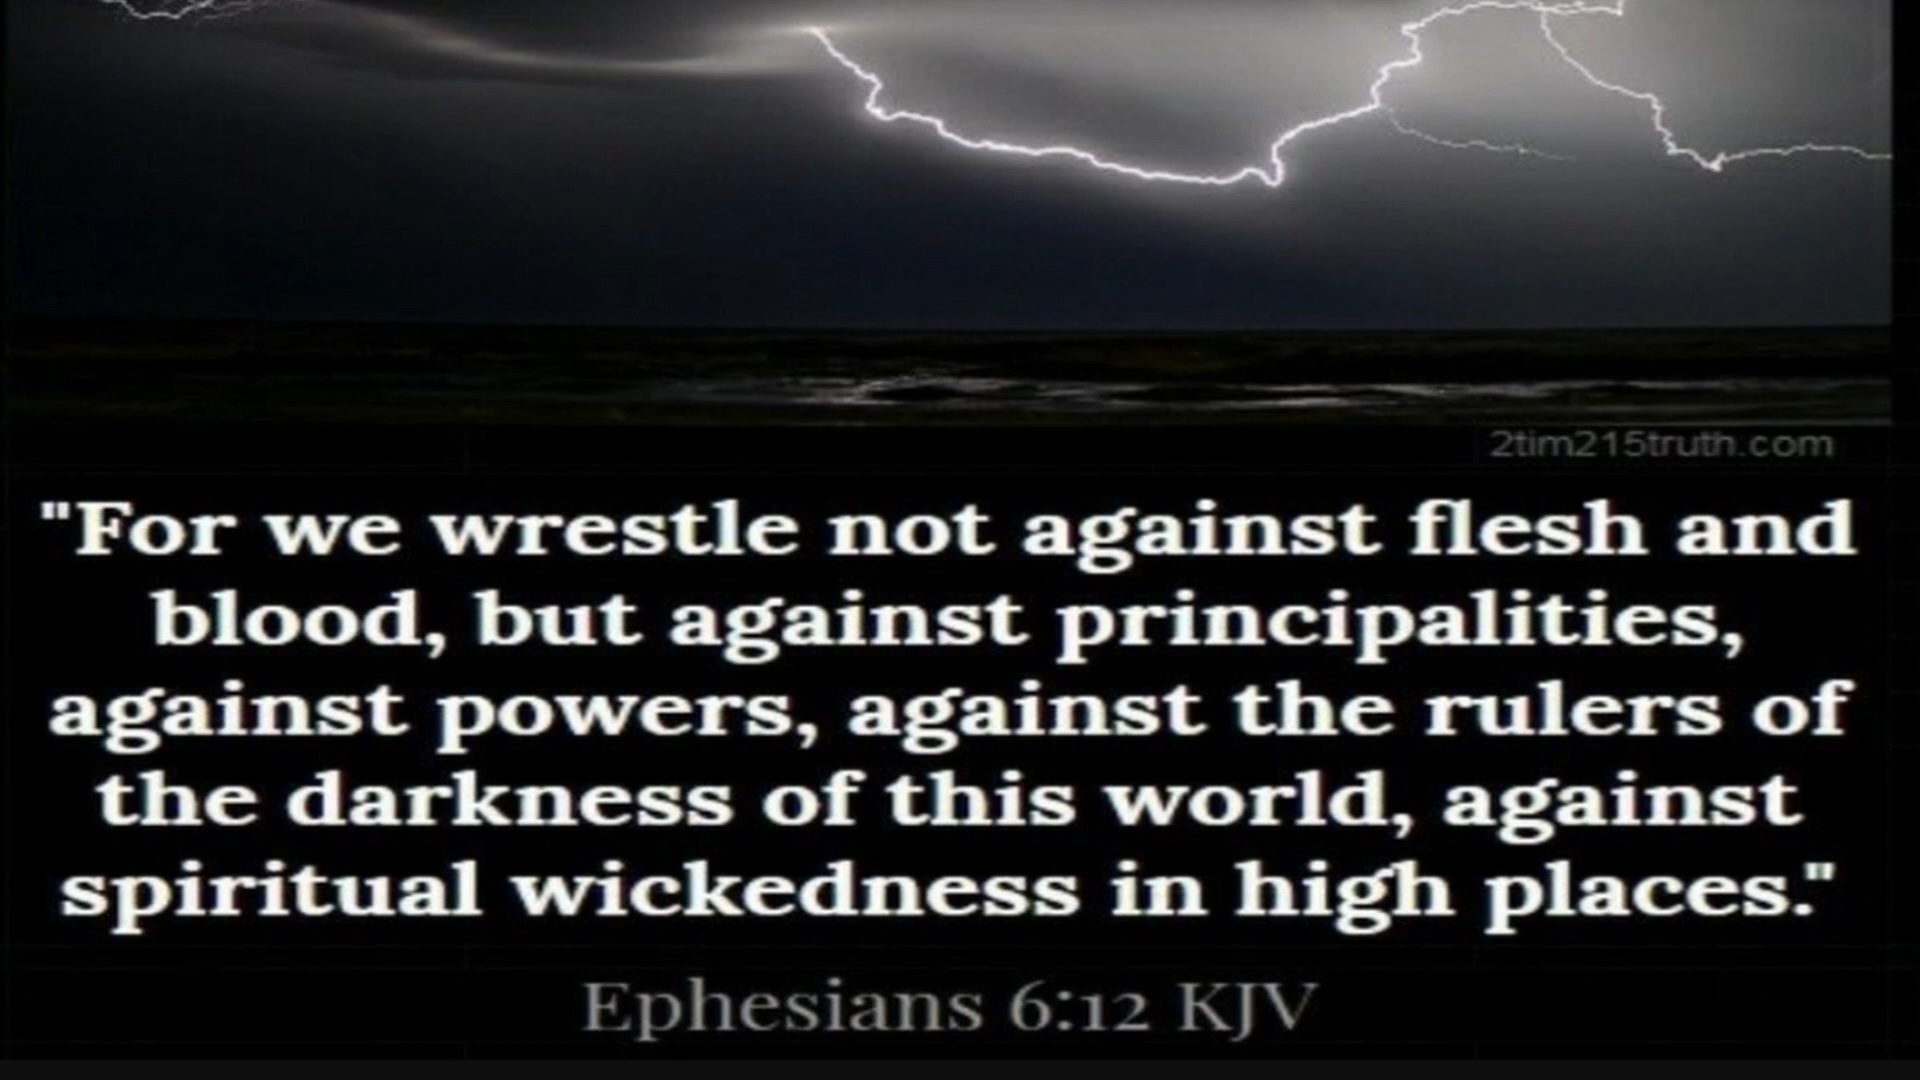 2tim215truth.com
"For we wrestle not against flesh and
blood, but against principalities,
against powers, against the rulers of
the darkness of this world, against
spiritual wickedness in high places."
Ephesians 6:12 KJV